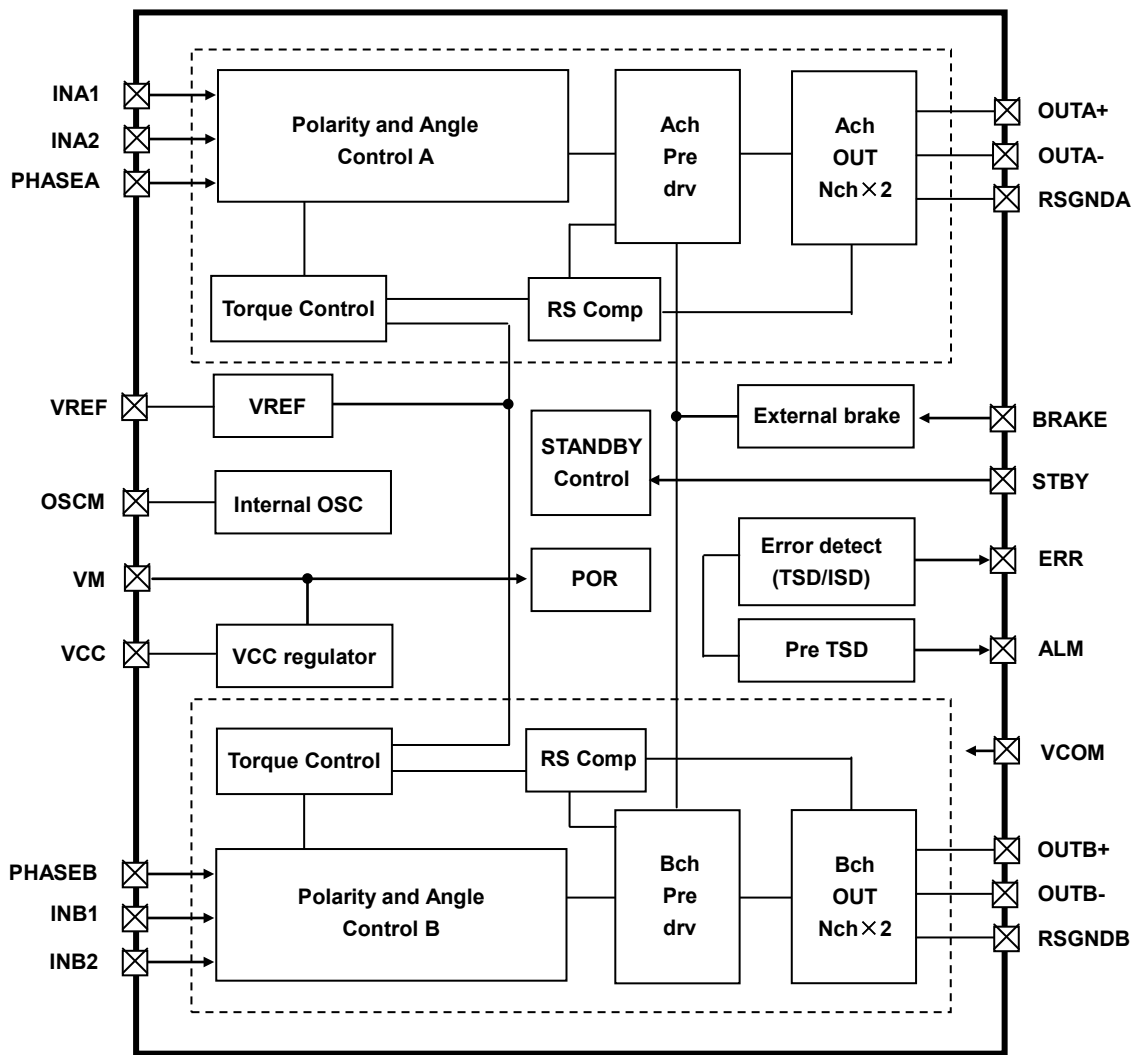 INA1
INA2
PHASEA
Polarity and Angle
Control A
Ach
Pre
drv
Ach
OUT
Nch×2
OUTA+
OUTA-
RSGNDA
Torque Control
RS Comp
VREF
VREF
External brake
BRAKE
STANDBY
Control
STBY
OSCM
Internal OSC
Error detect
(TSD/ISD)
ERR
VM
POR
VCC
VCC regulator
Pre TSD
ALM
Torque Control
RS Comp
VCOM
PHASEB
INB1
INB2
Polarity and Angle
Control B
Bch
Pre
drv
Bch
OUT
Nch×2
OUTB+
OUTB-
RSGNDB